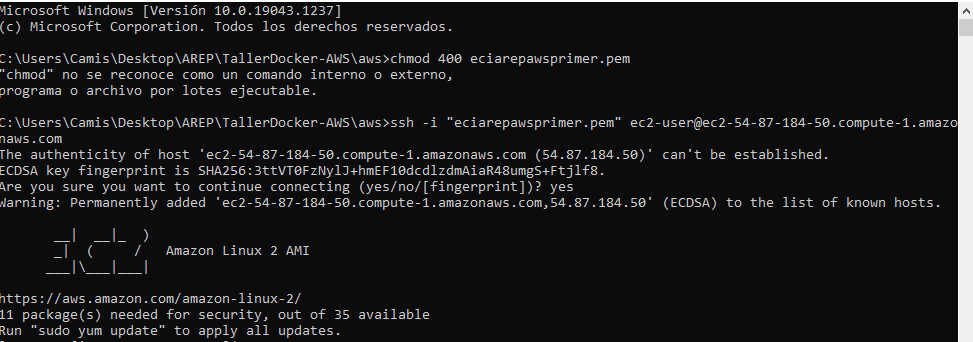 Microsoft Windows [Versión 10.0.19043.1237]
(c) Microsoft Corporation. Todos los derechos reservados.
C:\Users\Camis\Desktop\AREP\TallerDocker-AWS\aws>chmod 400 eciarepawsprimer.pem
"chmod" no se reconoce como un comando interno o externo,
programa o archivo por lotes ejecutable.
C:\Users\Camis\Desktop\AREP\TallerDocker-AWS\aws>ssh -i "eciarepawsprimer.pem" ec2-user@ec2-54-87-184-50.compute-1.amazo
naws.com
The authenticity of host 'ec2-54-87-184-50.compute-1.amazonaws.com (54.87.184.50)' can't be established.
ECDSA key fingerprint is SHA256:3ttVT0FzNylJ+hmEF10dcdlzdmAiaR48umgS+Ftjlf8.
Are you sure you want to continue connecting (yes/no/[fingerprint])? yes
Warning: Permanently added 'ec2-54-87-184-50.compute-1.amazonaws.com,54.87.184.50' (ECDSA) to the list of known hosts.
       __|  __|_  )
       _|  (     /   Amazon Linux 2 AMI
      ___|\___|___|
https://aws.amazon.com/amazon-linux-2/
11 package(s) needed for security, out of 35 available
Run "sudo yum update" to apply all updates.